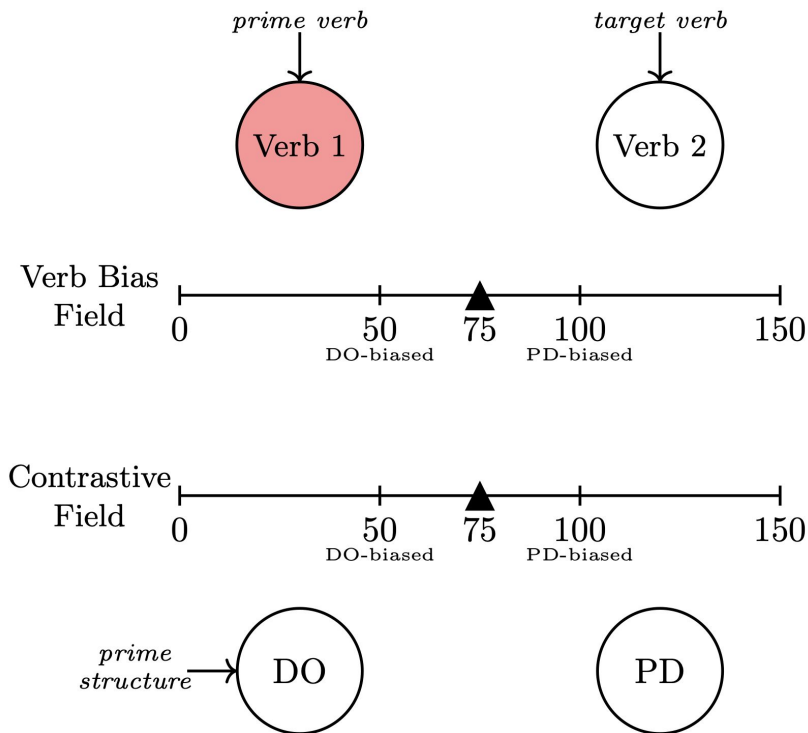 prime verb
target verb
Verb 1
Verb 2
Verb Bias
Field
0
50
75
100
150
DO-biased
PD-biased
Contrastive
Field
0
50
75
100
150
DO-biased
PD-biased
prime
structure
DO
PD